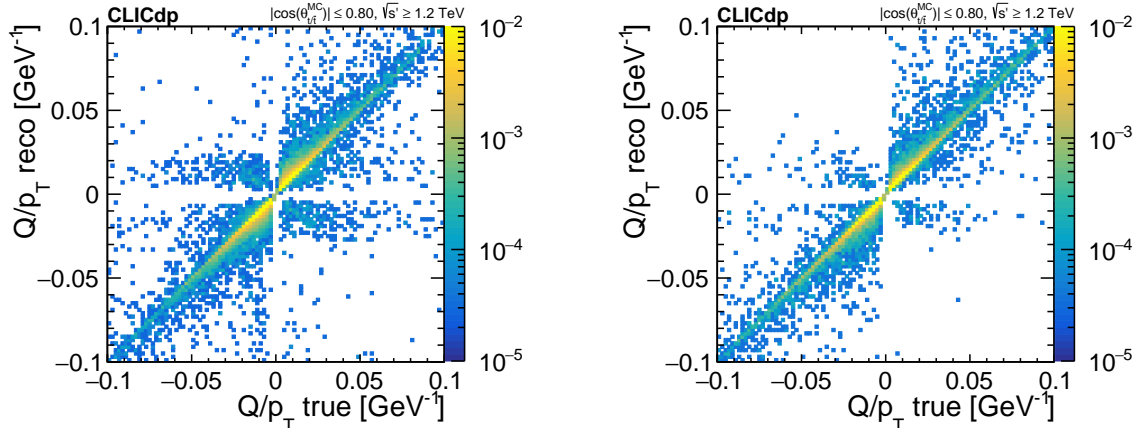 CLICdp |cos(θ_{t/t̄}^{MC})| ≤ 0.80, √s' ≥ 1.2 TeV
Q/p_T reco [GeV⁻¹]
0.1
0.05
0
−0.05
−0.1
−0.1 −0.05 0 0.05 0.1
Q/p_T true [GeV⁻¹]
10⁻²
10⁻³
10⁻⁴
10⁻⁵
CLICdp |cos(θ_{t/t̄}^{MC})| ≤ 0.80, √s' ≥ 1.2 TeV
Q/p_T reco [GeV⁻¹]
0.1
0.05
0
−0.05
−0.1
−0.1 −0.05 0 0.05 0.1
Q/p_T true [GeV⁻¹]
10⁻²
10⁻³
10⁻⁴
10⁻⁵